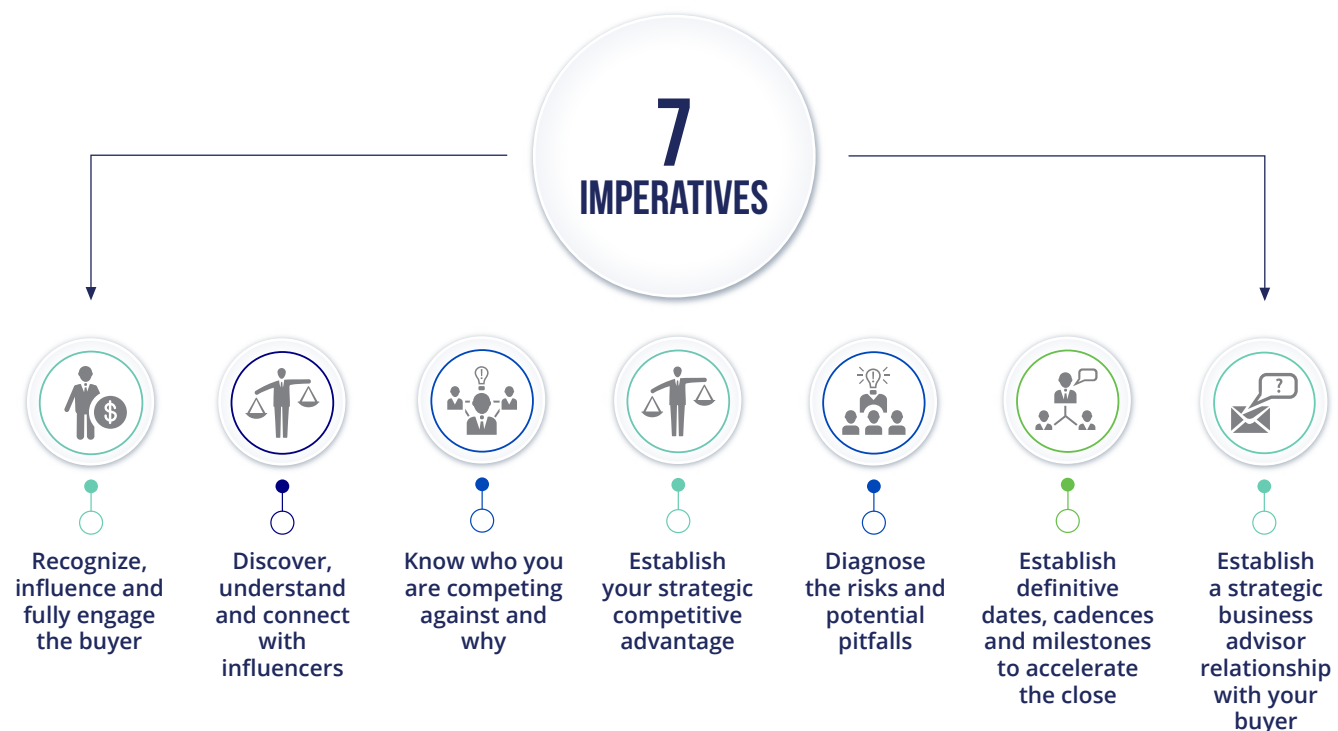 7
IMPERATIVES
$
?
Recognize,
influence and
fully engage
the buyer
Discover,
understand
and connect
with
influencers
Know who you
are competing
against and
why
Establish
your strategic
competitive
advantage
Diagnose
the risks and
potential
pitfalls
Establish
definitive
dates, cadences
and milestones
to accelerate
the close
Establish
a strategic
business
advisor
relationship
with your
buyer